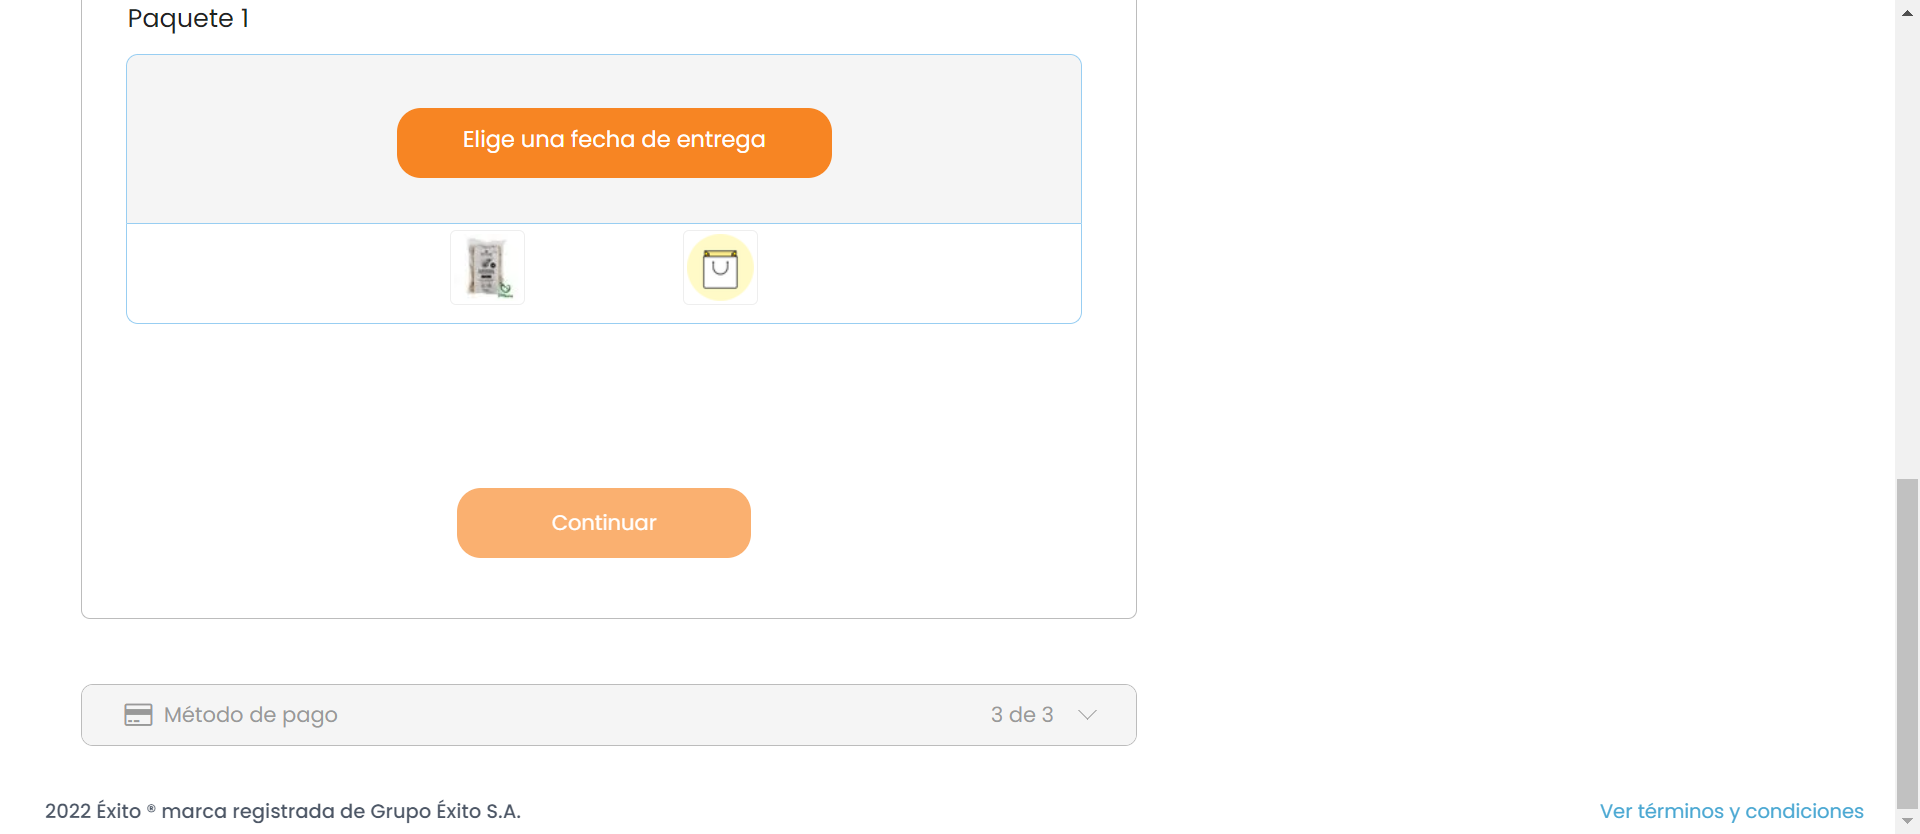 Paquete 1
Elige una fecha de entrega
Continuar
Método de pago
3 de 3
2022 Éxito ® marca registrada de Grupo Éxito S.A.
Ver términos y condiciones